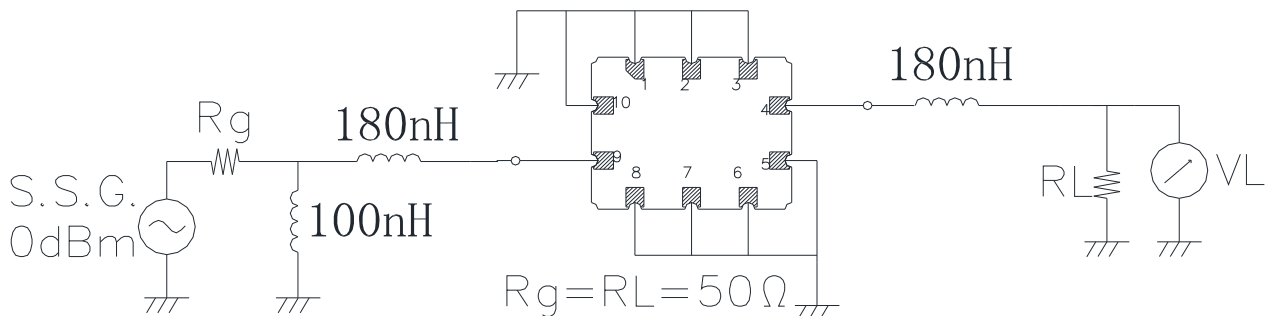 180nH
Rg
180nH
S.S.G.
0dBm
100nH
1
2
3
10
4
9
5
8
7
6
RL
VL
Rg=RL=50Ω